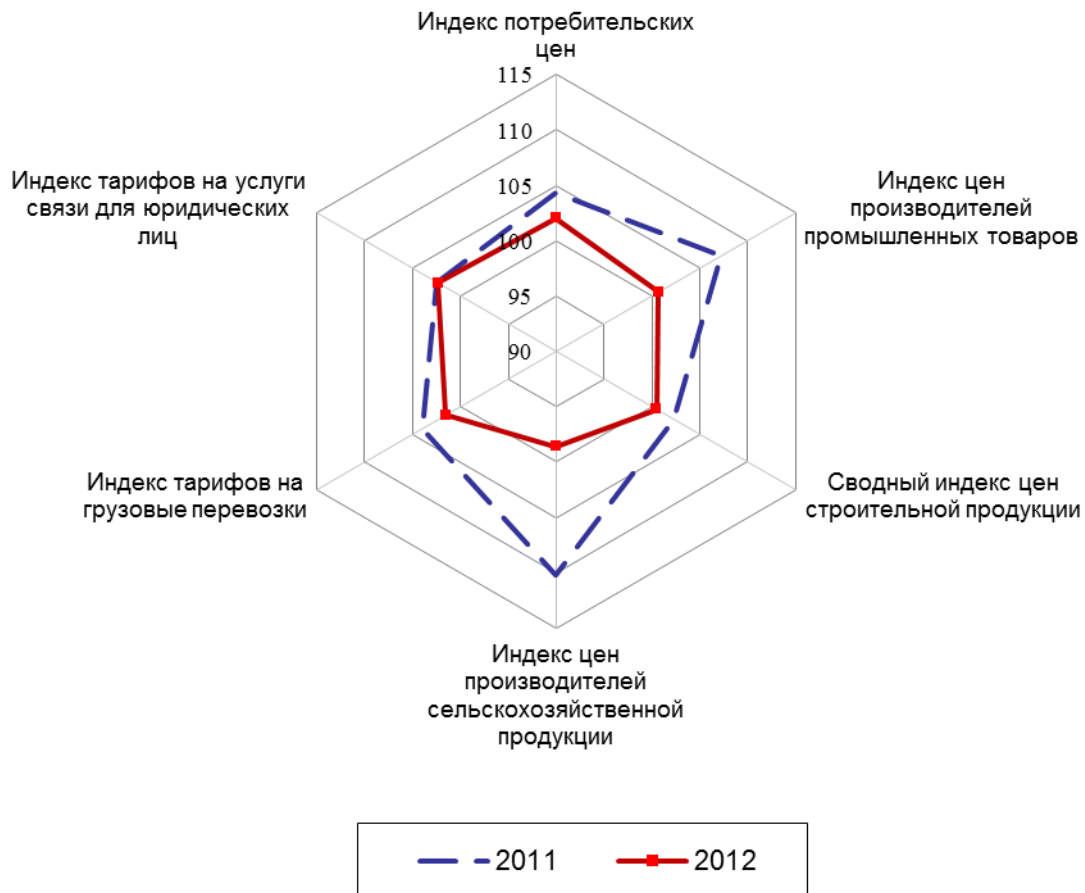 Индекс потребительских
цен
115
110
105
100
95
90
Индекс цен
производителей
промышленных товаров
Сводный индекс цен
строительной продукции
Индекс цен
производителей
сельскохозяйственной
продукции
Индекс тарифов на
грузовые перевозки
Индекс тарифов на услуги
связи для юридических
лиц
2011
2012